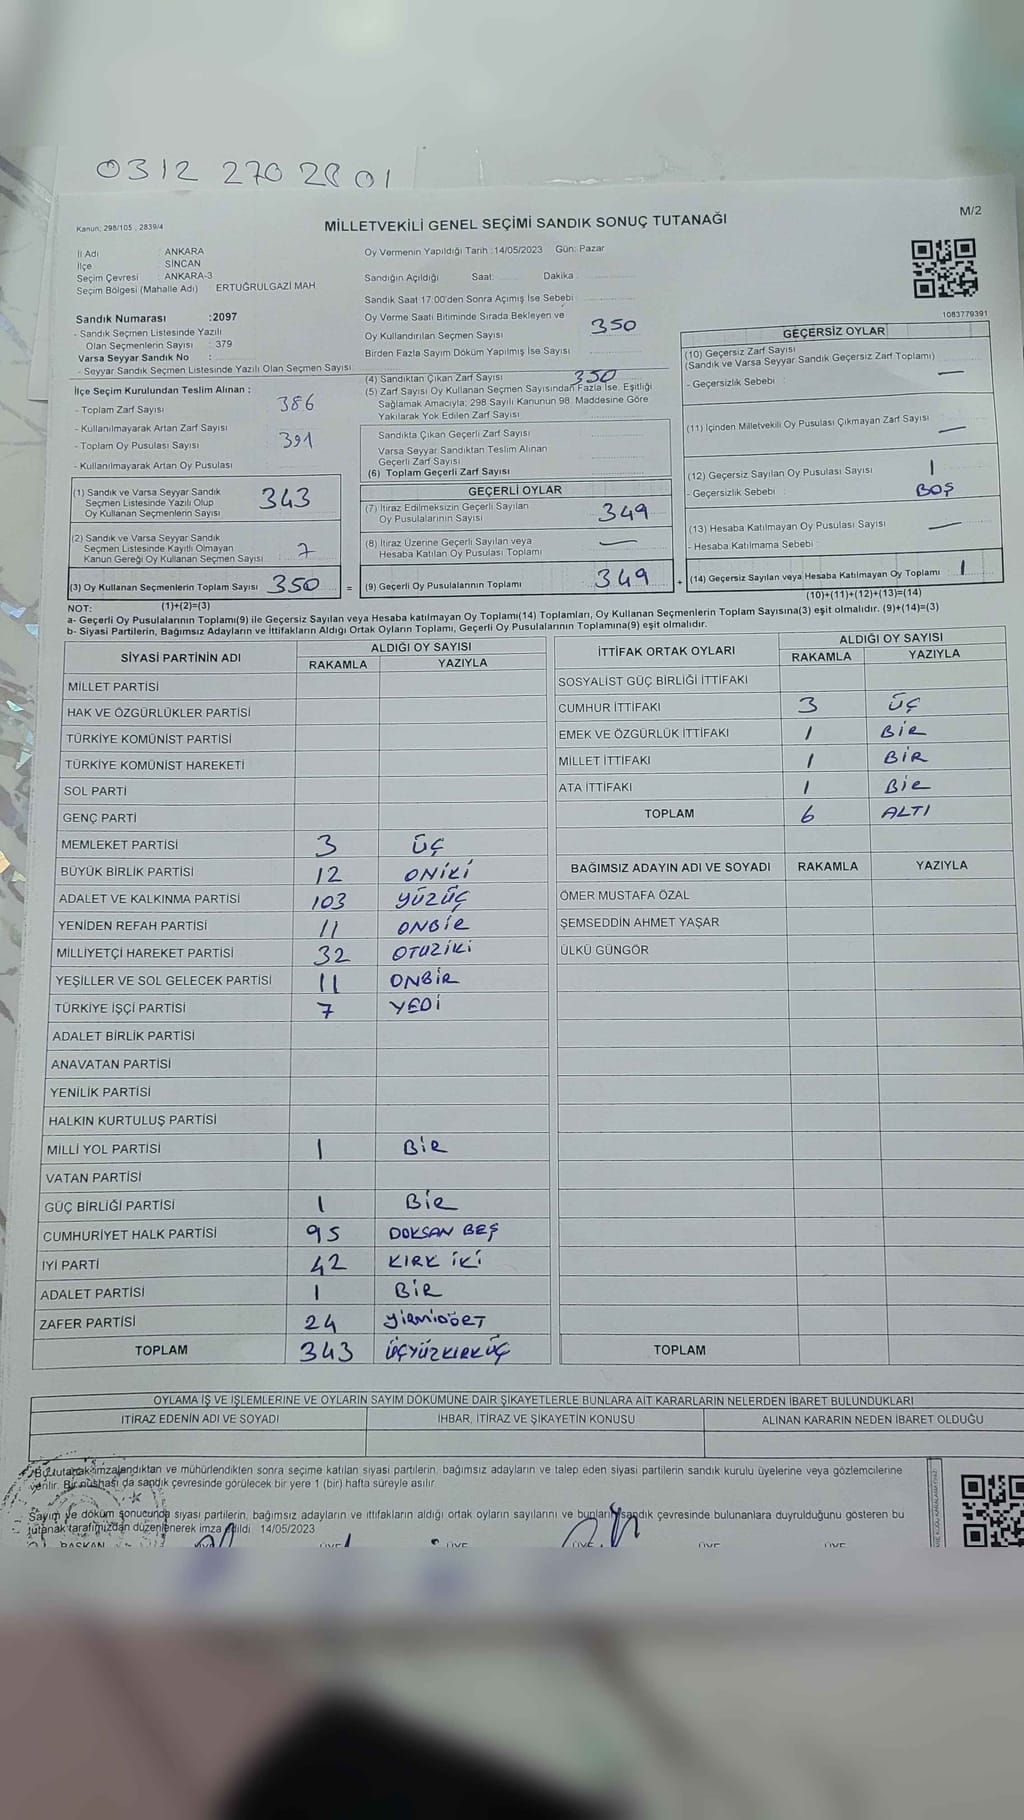 0312 270 2801
Kanun, 298/105 , 2839/4
MİLLETVEKİLİ GENEL SEÇİMİ SANDIK SONUÇ TUTANAĞI
M/2
İl Adı : ANKARA
İlçe : SİNCAN
Seçim Çevresi : ANKARA-3
Seçim Bölgesi (Mahalle Adı) ERTUĞRULGAZİ MAH.
Sandık Numarası :2097
- Sandık Seçmen Listesinde Yazılı
Olan Seçmenlerin Sayısı : 379
Varsa Seyyar Sandık No :
- Seyyar Sandık Seçmen Listesinde Yazılı Olan Seçmen Sayısı
Oy Vermenin Yapıldığı Tarih :14/05/2023 Gün: Pazar
Sandığın Açıldığı Saat: Dakika
Sandık Saat 17:00'den Sonra Açımış İse Sebebi
Oy Verme Saati Bitiminde Sırada Bekleyen ve
Oy Kullandırılan Seçmen Sayısı 350
Birden Fazla Sayım Döküm Yapılmış İse Sayısı
1083779391
İlçe Seçim Kurulundan Teslim Alınan ;
- Toplam Zarf Sayısı 386
- Kullanılmayarak Artan Zarf Sayısı
- Toplam Oy Pusulası Sayısı 391
- Kullanılmayarak Artan Oy Pusulası
(1) Sandık ve Varsa Seyyar Sandık
Seçmen Listesinde Yazılı Olup
Oy Kullanan Seçmenlerin Sayısı 343
(2) Sandık ve Varsa Seyyar Sandık
Seçmen Listesinde Kayıtlı Olmayan
Kanun Gereği Oy Kullanan Seçmen Sayısı 7
(3) Oy Kullanan Seçmenlerin Toplam Sayısı 350 =
(1)+(2)=(3)
(4) Sandıktan Çıkan Zarf Sayısı 350
(5) Zarf Sayısı Oy Kullanan Seçmen Sayısından Fazla İse, Eşitliği
Sağlamak Amacıyla; 298 Sayılı Kanunun 98. Maddesine Göre
Yakılarak Yok Edilen Zarf Sayısı
Sandıkta Çıkan Geçerli Zarf Sayısı
Varsa Seyyar Sandıktan Teslim Alınan
Geçerli Zarf Sayısı
(6) Toplam Geçerli Zarf Sayısı
GEÇERLİ OYLAR
(7) İtiraz Edilmeksizin Geçerli Sayılan
Oy Pusulalarının Sayısı 349
(8) İtiraz Üzerine Geçerli Sayılan veya
Hesaba Katılan Oy Pusulası Toplamı —
(9) Geçerli Oy Pusulalarının Toplamı 349 +
GEÇERSİZ OYLAR
(10) Geçersiz Zarf Sayısı
(Sandık ve Varsa Seyyar Sandık Geçersiz Zarf Toplamı) —
- Geçersizlik Sebebi :
(11) İçinden Milletvekili Oy Pusulası Çıkmayan Zarf Sayısı —
(12) Geçersiz Sayılan Oy Pusulası Sayısı 1
- Geçersizlik Sebebi : BOŞ
(13) Hesaba Katılmayan Oy Pusulası Sayısı —
- Hesaba Katılmama Sebebi :
(14) Geçersiz Sayılan veya Hesaba Katılmayan Oy Toplamı 1
(10)+(11)+(12)+(13)=(14)
NOT:
a- Geçerli Oy Pusulalarının Toplamı(9) ile Geçersiz Sayılan veya Hesaba katılmayan Oy Toplamı(14) Toplamları, Oy Kullanan Seçmenlerin Toplam Sayısına(3) eşit olmalıdır. (9)+(14)=(3)
b- Siyasi Partilerin, Bağımsız Adayların ve İttifakların Aldığı Ortak Oyların Toplamı, Geçerli Oy Pusulalarının Toplamına(9) eşit olmalıdır.
SİYASİ PARTİNİN ADI ALDIĞI OY SAYISI
RAKAMLA YAZIYLA
MİLLET PARTİSİ
HAK VE ÖZGÜRLÜKLER PARTİSİ
TÜRKİYE KOMÜNİST PARTİSİ
TÜRKİYE KOMÜNİST HAREKETİ
SOL PARTİ
GENÇ PARTİ
MEMLEKET PARTİSİ 3 ÜÇ
BÜYÜK BİRLİK PARTİSİ 12 ONİKİ
ADALET VE KALKINMA PARTİSİ 103 YÜZÜÇ
YENİDEN REFAH PARTİSİ 11 ONBİR
MİLLİYETÇİ HAREKET PARTİSİ 32 OTUZİKİ
YEŞİLLER VE SOL GELECEK PARTİSİ 11 ONBİR
TÜRKİYE İŞÇİ PARTİSİ 7 YEDİ
ADALET BİRLİK PARTİSİ
ANAVATAN PARTİSİ
YENİLİK PARTİSİ
HALKIN KURTULUŞ PARTİSİ
MİLLİ YOL PARTİSİ 1 BİR
VATAN PARTİSİ
GÜÇ BİRLİĞİ PARTİSİ 1 BİR
CUMHURİYET HALK PARTİSİ 95 DOKSAN BEŞ
İYİ PARTİ 42 KIRK İKİ
ADALET PARTİSİ 1 BİR
ZAFER PARTİSİ 24 YİRMİDÖRT
TOPLAM 343 ÜÇYÜZKIRKÜÇ
İTTİFAK ORTAK OYLARI ALDIĞI OY SAYISI
RAKAMLA YAZIYLA
SOSYALİST GÜÇ BİRLİĞİ İTTİFAKI
CUMHUR İTTİFAKI 3 ÜÇ
EMEK VE ÖZGÜRLÜK İTTİFAKI 1 BİR
MİLLET İTTİFAKI 1 BİR
ATA İTTİFAKI 1 BİR
TOPLAM 6 ALTI
BAĞIMSIZ ADAYIN ADI VE SOYADI RAKAMLA YAZIYLA
ÖMER MUSTAFA ÖZAL
ŞEMSEDDİN AHMET YAŞAR
ÜLKÜ GÜNGÖR
TOPLAM
OYLAMA İŞ VE İŞLEMLERİNE VE OYLARIN SAYIM DÖKÜMÜNE DAİR ŞİKAYETLERLE BUNLARA AİT KARARLARIN NELERDEN İBARET BULUNDUKLARI
İTİRAZ EDENİN ADI VE SOYADI İHBAR, İTİRAZ VE ŞİKAYETİN KONUSU ALINAN KARARIN NEDEN İBARET OLDUĞU
Bu tutanak imzalandıktan ve mühürlendikten sonra seçime katılan siyasi partilerin, bağımsız adayların ve talep eden siyasi partilerin sandık kurulu üyelerine veya gözlemcilerine
verilir. Bir nüshası da sandık çevresinde görülecek bir yere 1 (bir) hafta süreyle asılır.
Sayım ve döküm sonucunda siyasi partilerin, bağımsız adayların ve ittifakların aldığı ortak oyların sayılarını ve bunların sandık çevresinde bulunanlara duyrulduğunu gösteren bu
tutanak tarafımızdan düzenlenerek imza edildi. 14/05/2023
BAŞKAN ÜYE ÜYE ÜYE ÜYE